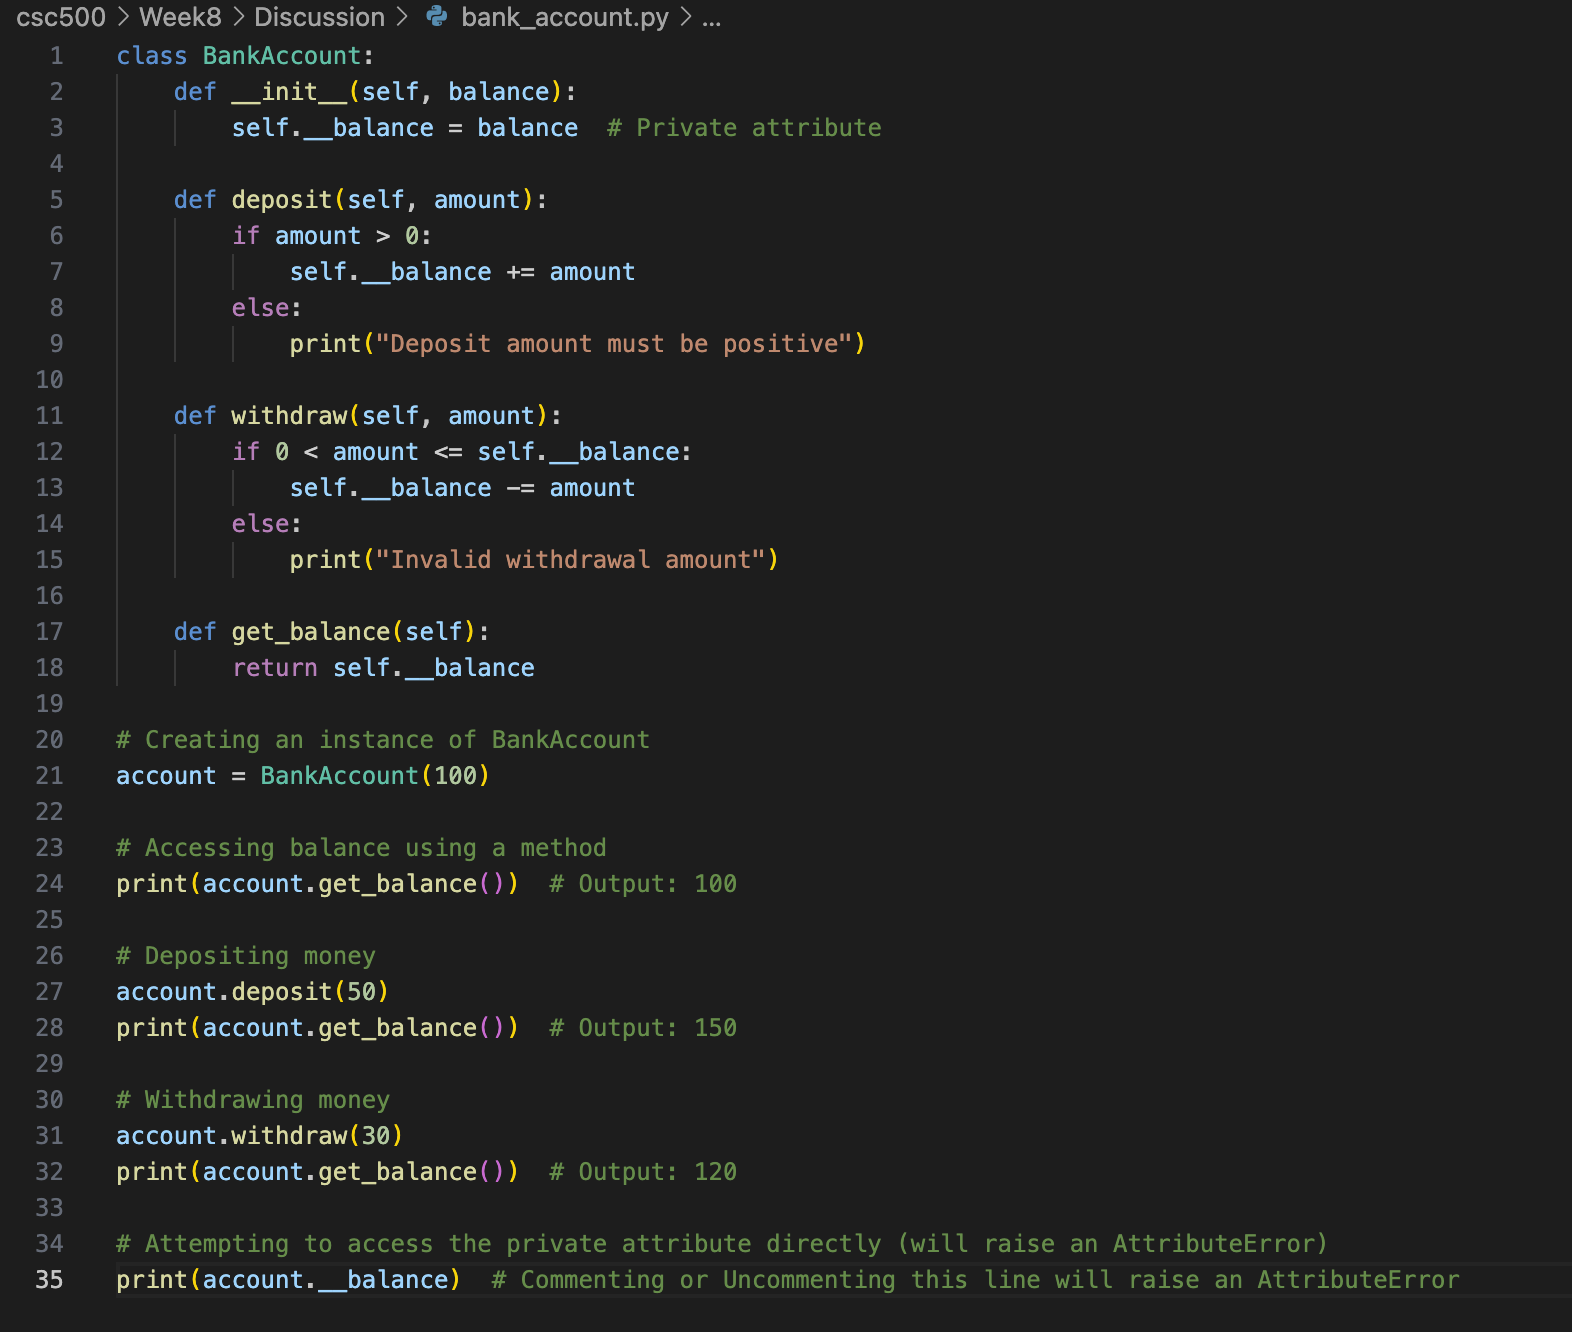 csc500 > Week8 > Discussion > bank_account.py > ...
1 class BankAccount:
2     def __init__(self, balance):
3         self.__balance = balance  # Private attribute
4
5     def deposit(self, amount):
6         if amount > 0:
7             self.__balance += amount
8         else:
9             print("Deposit amount must be positive")
10
11     def withdraw(self, amount):
12         if 0 < amount <= self.__balance:
13             self.__balance -= amount
14         else:
15             print("Invalid withdrawal amount")
16
17     def get_balance(self):
18         return self.__balance
19
20 # Creating an instance of BankAccount
21 account = BankAccount(100)
22
23 # Accessing balance using a method
24 print(account.get_balance())  # Output: 100
25
26 # Depositing money
27 account.deposit(50)
28 print(account.get_balance())  # Output: 150
29
30 # Withdrawing money
31 account.withdraw(30)
32 print(account.get_balance())  # Output: 120
33
34 # Attempting to access the private attribute directly (will raise an AttributeError)
35 print(account.__balance)  # Commenting or Uncommenting this line will raise an AttributeError